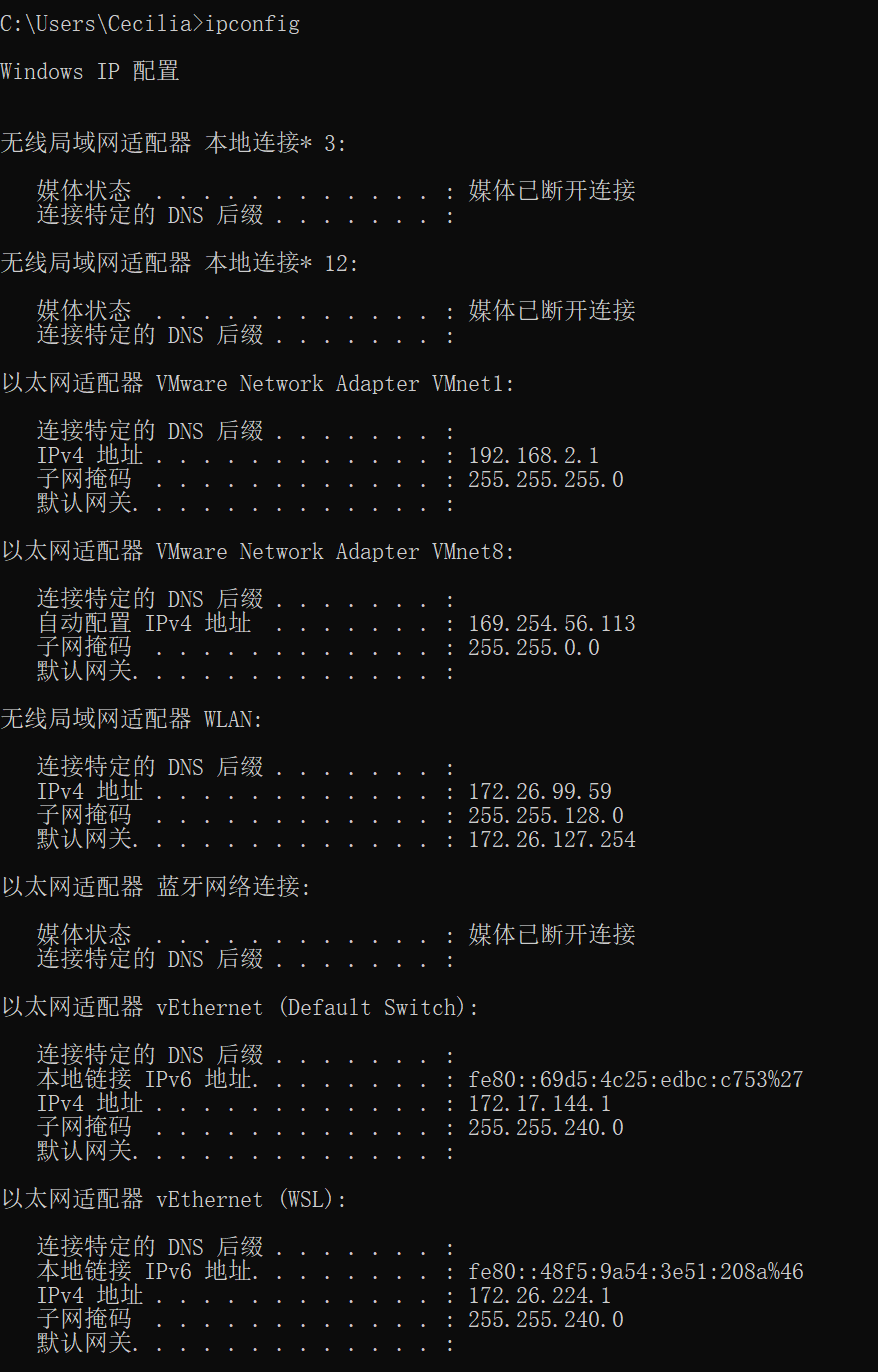 C:\Users\Cecilia>ipconfig
Windows IP 配置
无线局域网适配器 本地连接* 3:
媒体状态  . . . . . . . . . . . . : 媒体已断开连接
连接特定的 DNS 后缀 . . . . . . . :
无线局域网适配器 本地连接* 12:
媒体状态  . . . . . . . . . . . . : 媒体已断开连接
连接特定的 DNS 后缀 . . . . . . . :
以太网适配器 VMware Network Adapter VMnet1:
连接特定的 DNS 后缀 . . . . . . . :
IPv4 地址 . . . . . . . . . . . . : 192.168.2.1
子网掩码  . . . . . . . . . . . . : 255.255.255.0
默认网关. . . . . . . . . . . . . :
以太网适配器 VMware Network Adapter VMnet8:
连接特定的 DNS 后缀 . . . . . . . :
自动配置 IPv4 地址  . . . . . . . : 169.254.56.113
子网掩码  . . . . . . . . . . . . : 255.255.0.0
默认网关. . . . . . . . . . . . . :
无线局域网适配器 WLAN:
连接特定的 DNS 后缀 . . . . . . . :
IPv4 地址 . . . . . . . . . . . . : 172.26.99.59
子网掩码  . . . . . . . . . . . . : 255.255.128.0
默认网关. . . . . . . . . . . . . : 172.26.127.254
以太网适配器 蓝牙网络连接:
媒体状态  . . . . . . . . . . . . : 媒体已断开连接
连接特定的 DNS 后缀 . . . . . . . :
以太网适配器 vEthernet (Default Switch):
连接特定的 DNS 后缀 . . . . . . . :
本地链接 IPv6 地址. . . . . . . . : fe80::69d5:4c25:edbc:c753%27
IPv4 地址 . . . . . . . . . . . . : 172.17.144.1
子网掩码  . . . . . . . . . . . . : 255.255.240.0
默认网关. . . . . . . . . . . . . :
以太网适配器 vEthernet (WSL):
连接特定的 DNS 后缀 . . . . . . . :
本地链接 IPv6 地址. . . . . . . . : fe80::48f5:9a54:3e51:208a%46
IPv4 地址 . . . . . . . . . . . . : 172.26.224.1
子网掩码  . . . . . . . . . . . . : 255.255.240.0
默认网关. . . . . . . . . . . . . :